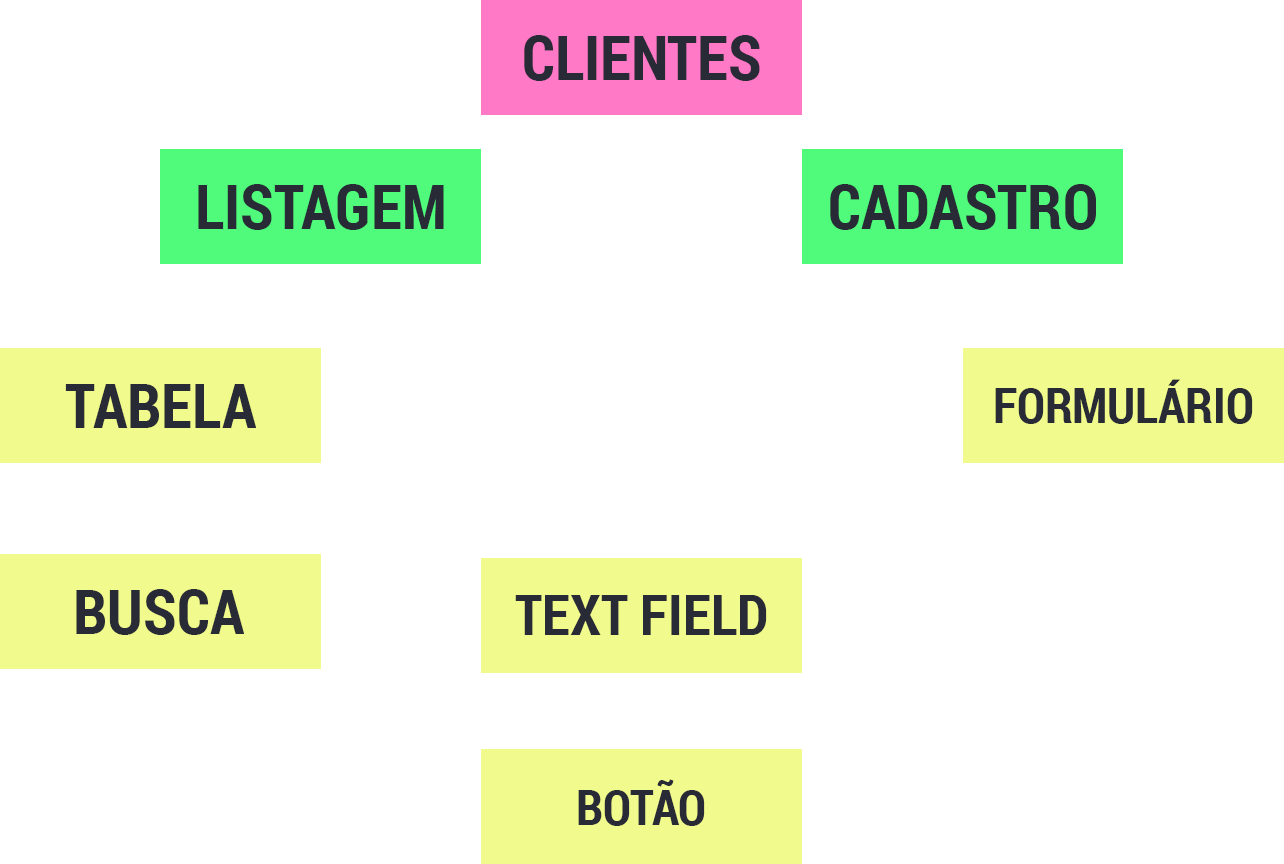 CLIENTES
LISTAGEM
CADASTRO
TABELA
FORMULÁRIO
BUSCA
TEXT FIELD
BOTÃO